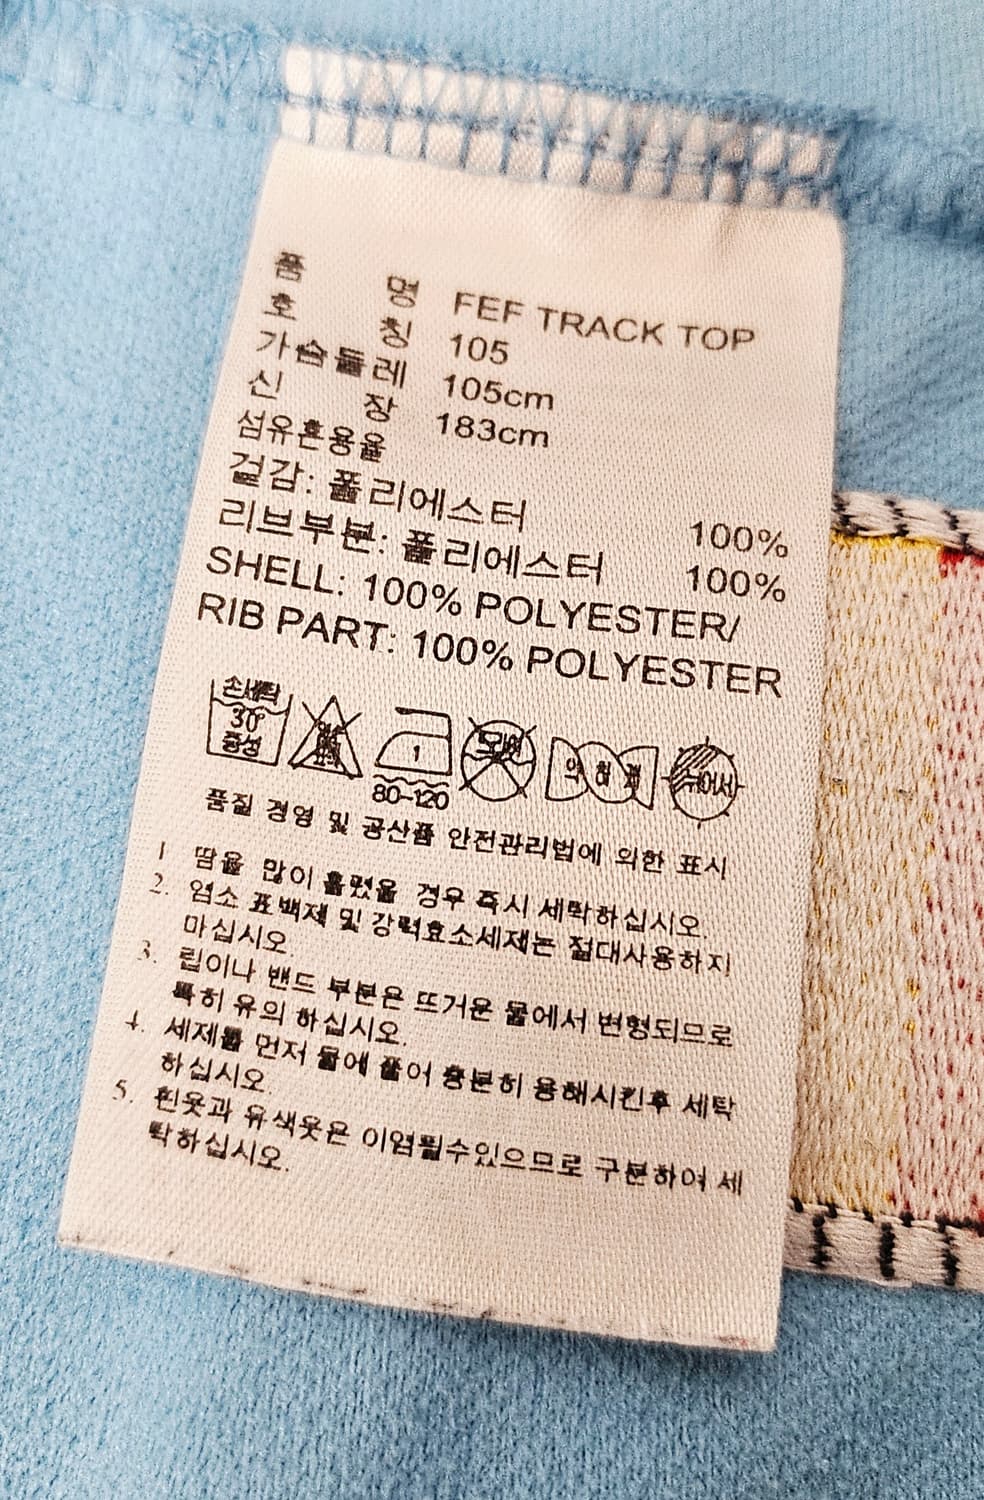 품 명 FEF TRACK TOP
호 칭 105
가슴둘레 105cm
신 장 183cm
섬유혼용율
겉감: 폴리에스터 100%
리브부분: 폴리에스터 100%
SHELL: 100% POLYESTER/
RIB PART: 100% POLYESTER
손세탁
30°
중성
1
80~120
드라이
약 하 게
뉘어서
품질 경영 및 공산품 안전관리법에 의한 표시
1 땀을 많이 흘렸을 경우 즉시 세탁하십시오.
2. 염소 표백제 및 강력효소세제는 절대사용하지
마십시오.
3. 립이나 밴드 부분은 뜨거운 물에서 변형되므로
특히 유의 하십시오.
4. 세제를 먼저 물에 풀어 충분히 용해시킨후 세탁
하십시오.
5. 흰옷과 유색옷은 이염될수있으므로 구분하여 세
탁하십시오.